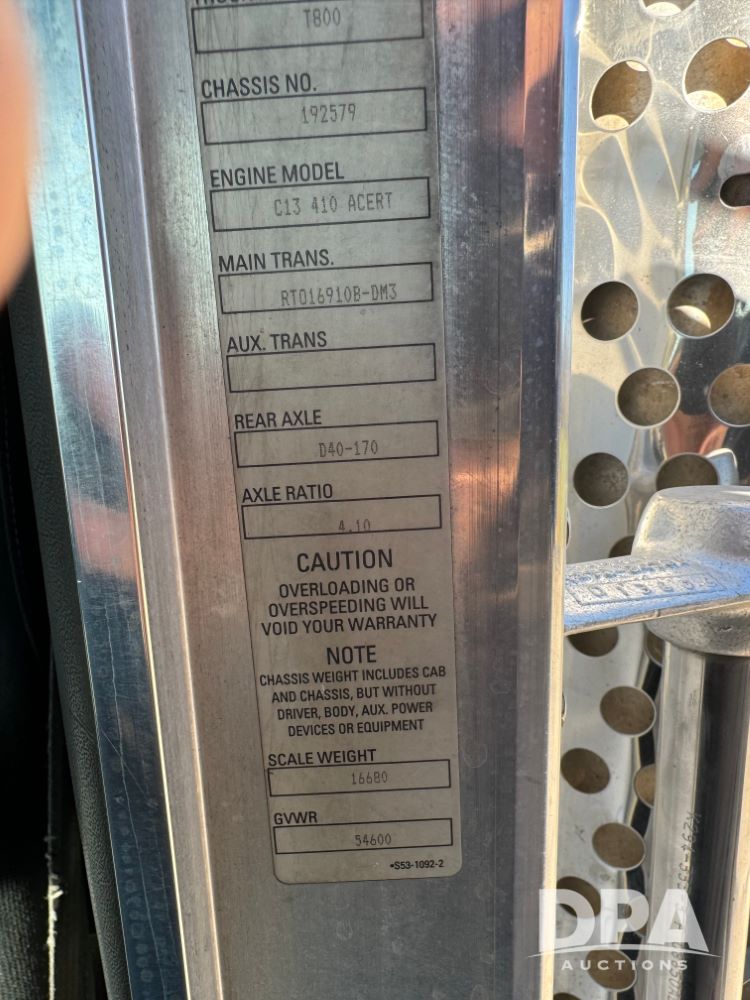 T800
CHASSIS NO.
192579
ENGINE MODEL
C13 410 ACERT
MAIN TRANS.
RTO16910B-DM3
AUX. TRANS
REAR AXLE
D40-170
AXLE RATIO
4.10
CAUTION
OVERLOADING OR
OVERSPEEDING WILL
VOID YOUR WARRANTY
NOTE
CHASSIS WEIGHT INCLUDES CAB
AND CHASSIS, BUT WITHOUT
DRIVER, BODY, AUX. POWER
DEVICES OR EQUIPMENT
SCALE WEIGHT
16680
GVWR
54600
*S53-1092-2
DPA
AUCTIONS